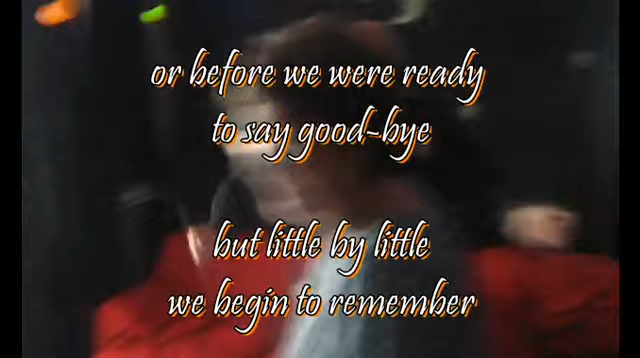 or before we were ready
to say good-bye
but little by little
we begin to remember